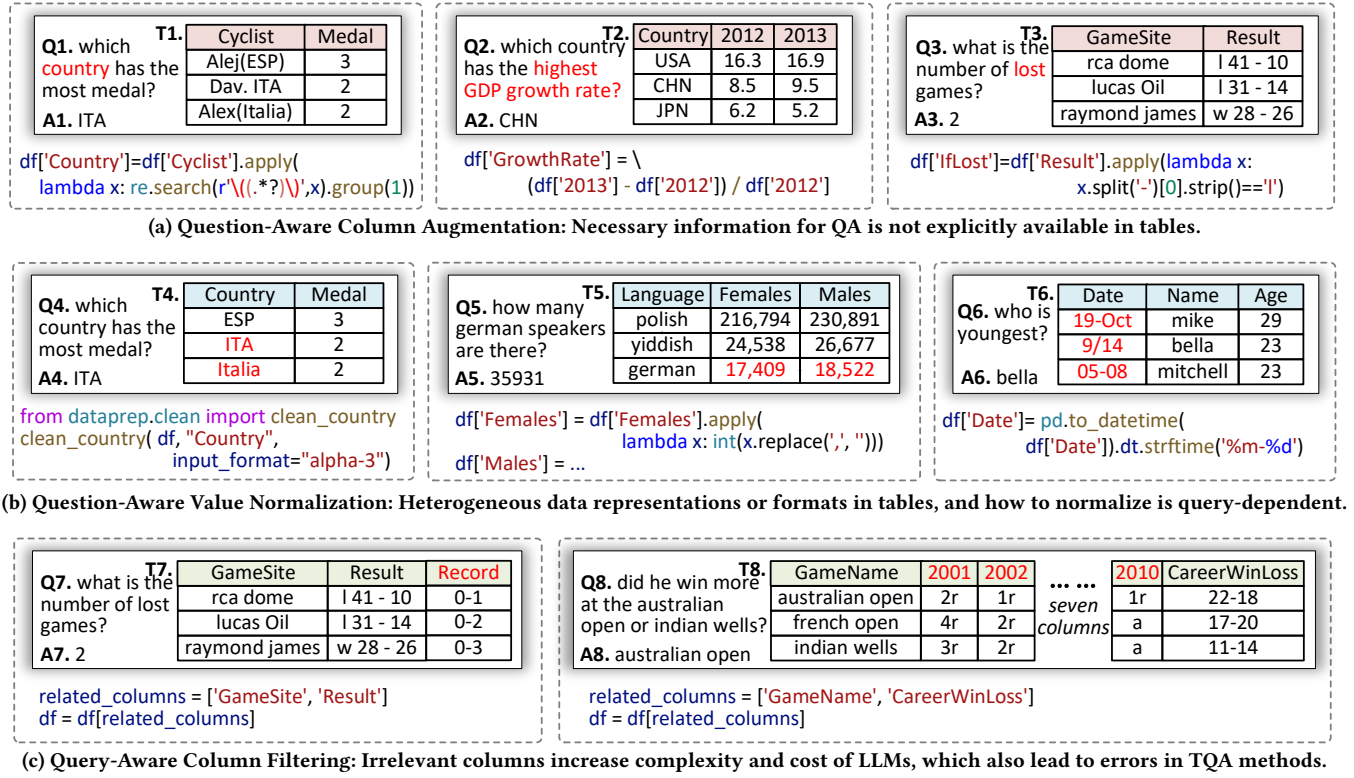 Q1. which country has the most medal?
A1. ITA
T1.
Cyclist Medal
Alej(ESP) 3
Dav. ITA 2
Alex(Italia) 2
df['Country']=df['Cyclist'].apply(
lambda x: re.search(r'\((.*?)\)',x).group(1))
Q2. which country has the highest GDP growth rate?
A2. CHN
T2.
Country 2012 2013
USA 16.3 16.9
CHN 8.5 9.5
JPN 6.2 5.2
df['GrowthRate'] = \
(df['2013'] - df['2012']) / df['2012']
Q3. what is the number of lost games?
A3. 2
T3.
GameSite Result
rca dome l 41 - 10
lucas Oil l 31 - 14
raymond james w 28 - 26
df['IfLost']=df['Result'].apply(lambda x:
x.split('-')[0].strip()=='l')
(a) Question-Aware Column Augmentation: Necessary information for QA is not explicitly available in tables.
Q4. which country has the most medal?
A4. ITA
T4.
Country Medal
ESP 3
ITA 2
Italia 2
from dataprep.clean import clean_country
clean_country( df, "Country",
input_format="alpha-3")
Q5. how many german speakers are there?
A5. 35931
T5.
Language Females Males
polish 216,794 230,891
yiddish 24,538 26,677
german 17,409 18,522
df['Females'] = df['Females'].apply(
lambda x: int(x.replace(',', '')))
df['Males'] = ...
Q6. who is youngest?
A6. bella
T6.
Date Name Age
19-Oct mike 29
9/14 bella 23
05-08 mitchell 23
df['Date']= pd.to_datetime(
df['Date']).dt.strftime('%m-%d')
(b) Question-Aware Value Normalization: Heterogeneous data representations or formats in tables, and how to normalize is query-dependent.
Q7. what is the number of lost games?
A7. 2
T7.
GameSite Result Record
rca dome l 41 - 10 0-1
lucas Oil l 31 - 14 0-2
raymond james w 28 - 26 0-3
related_columns = ['GameSite', 'Result']
df = df[related_columns]
Q8. did he win more at the australian open or indian wells?
A8. australian open
T8.
GameName 2001 2002 ... ... 2010 CareerWinLoss
australian open 2r 1r seven columns 1r 22-18
french open 4r 2r a 17-20
indian wells 3r 2r a 11-14
related_columns = ['GameName', 'CareerWinLoss']
df = df[related_columns]
(c) Query-Aware Column Filtering: Irrelevant columns increase complexity and cost of LLMs, which also lead to errors in TQA methods.